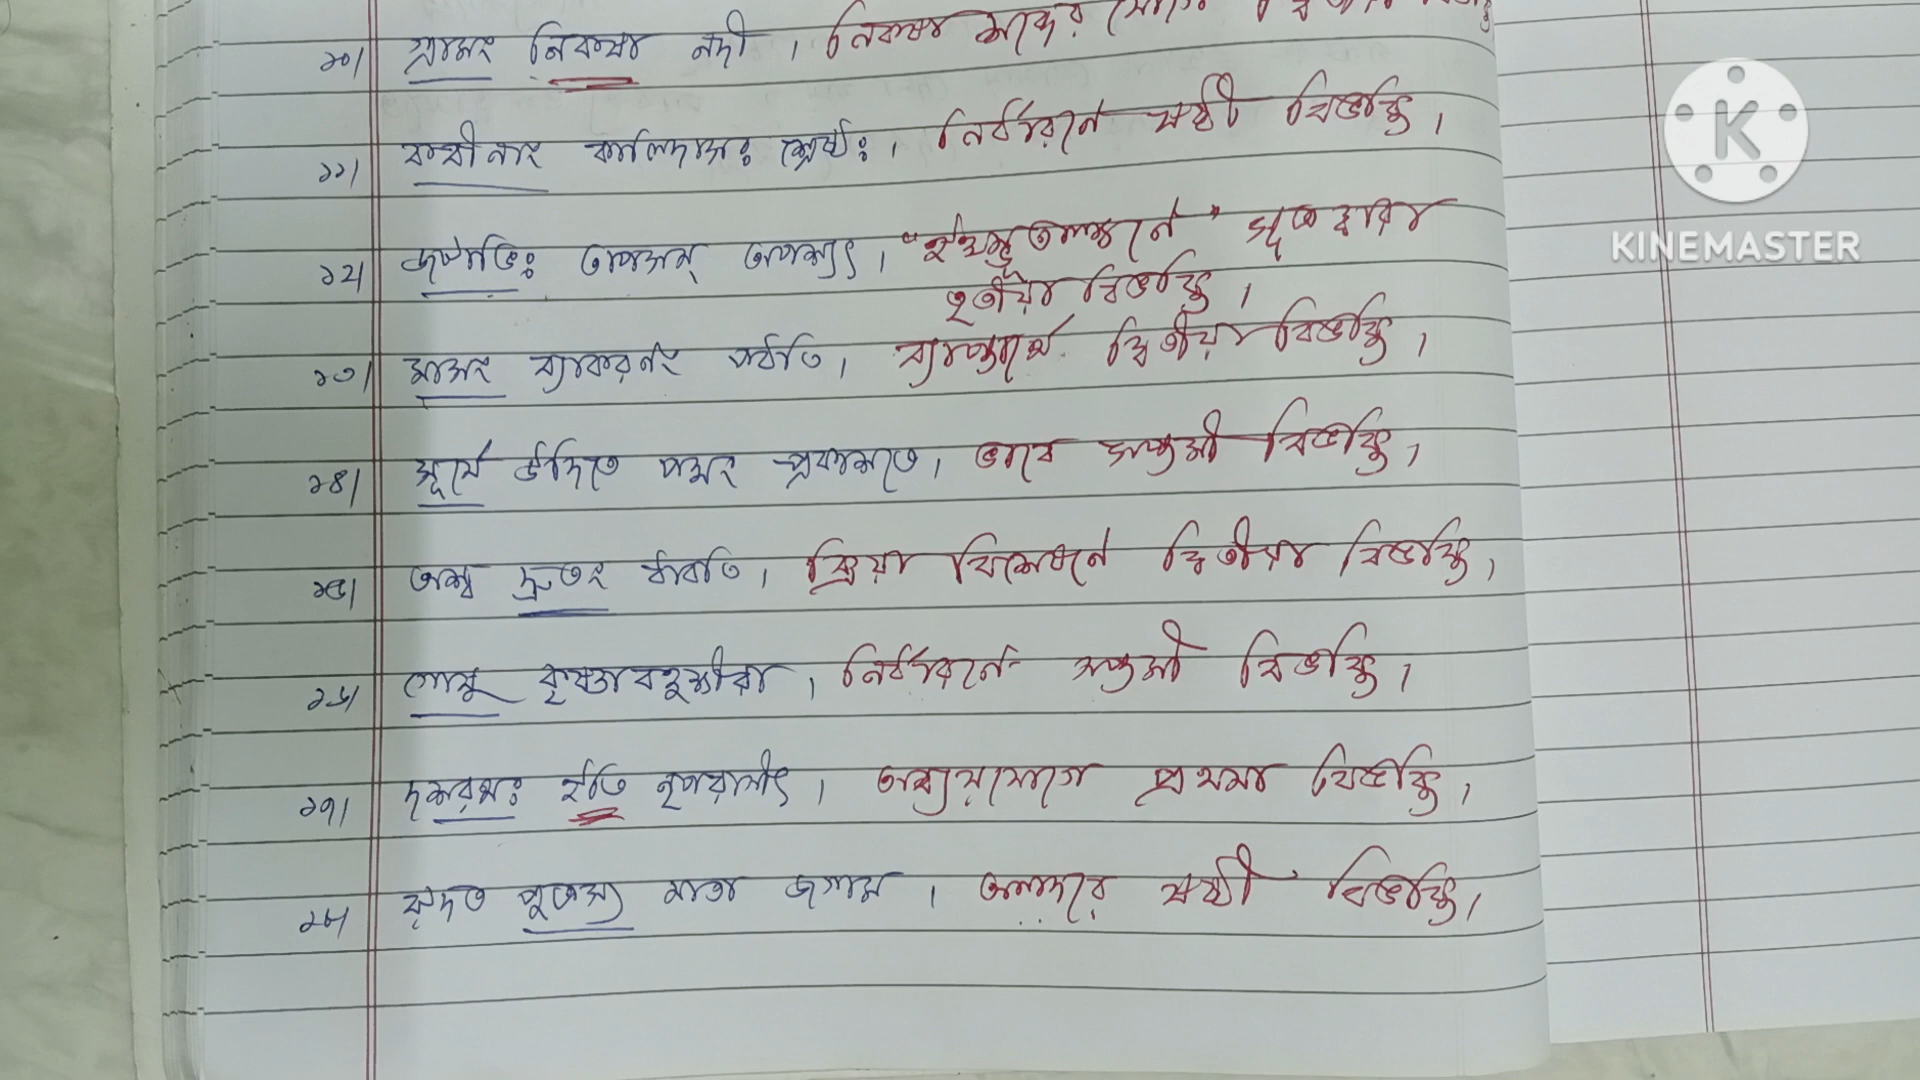 ১০| গ্রামং নিকষা নদী । নিকষা শব্দের যোগে দ্বিতীয়া
১১| কবীনাং কালিদাসঃ শ্রেষ্ঠঃ । নির্ধারণে ষষ্ঠী বিভক্তি ।
১২| জটাভিঃ তাপসম্ অপশ্যৎ । "ইত্থম্ভূতলক্ষণে" সূত্র দ্বারা
তৃতীয়া বিভক্তি ।
১৩| মাসং ব্যাকরণং পঠতি । ব্যাপ্ত্যর্থে দ্বিতীয়া বিভক্তি ।
১৪| সূর্যে উদিতে পদ্মং প্রকাশতে । ভাবে সপ্তমী বিভক্তি ।
১৫| অশ্ব দ্রুতং ধাবতি । ক্রিয়া বিশেষণে দ্বিতীয়া বিভক্তি ।
১৬| গোষু কৃষ্ণাবহুক্ষীরা । নির্ধারণে সপ্তমী বিভক্তি ।
১৭| দশরথঃ ইতি নৃপরাসীৎ । অব্যয়যোগে প্রথমা বিভক্তি ।
১৮| রুদত পুত্রস্য মাতা জগাম । অনাদরে ষষ্ঠী বিভক্তি ।
K
KINEMASTER